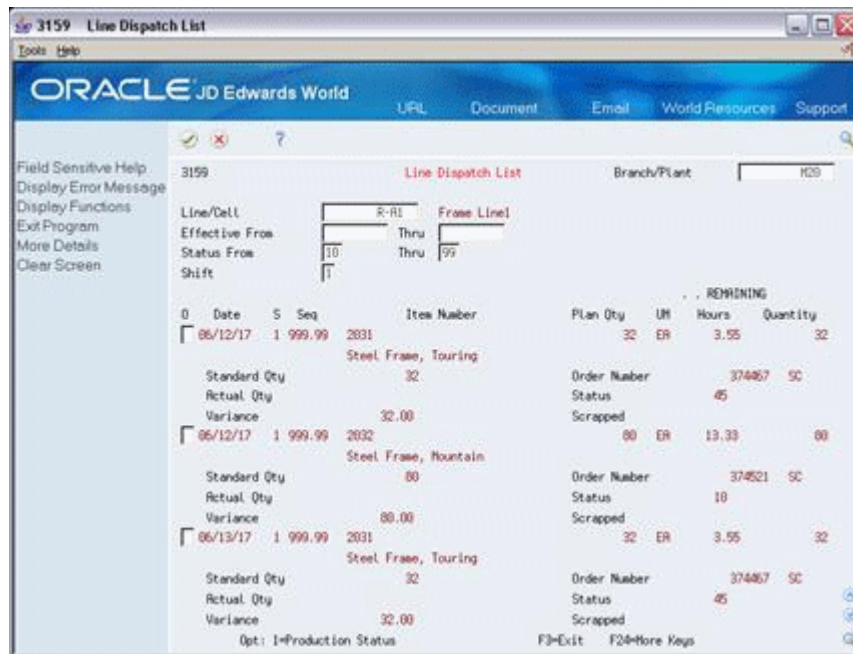 3159 Line Dispatch List
Tools Help
ORACLE JD Edwards World
URL Document Email World Resources Support
?
Field Sensitive Help
Display Error Message
Display Functions
Exit Program
More Details
Clear Screen
3159 Line Dispatch List Branch/Plant M20
Line/Cell R-A1 Frame Line1
Effective From Thru
Status From 10 Thru 99
Shift 1
. . REMAINING
O Date S Seq Item Number Plan Qty UM Hours Quantity
06/12/17 1 999.99 2031 32 EA 3.55 32
Steel Frame, Touring
Standard Qty 32 Order Number 374467 SC
Actual Qty Status 45
Variance 32.00 Scrapped
06/12/17 1 999.99 2032 80 EA 13.33 80
Steel Frame, Mountain
Standard Qty 80 Order Number 374521 SC
Actual Qty Status 10
Variance 80.00 Scrapped
06/13/17 1 999.99 2031 32 EA 3.55 32
Steel Frame, Touring
Standard Qty 32 Order Number 374467 SC
Actual Qty Status 45
Variance 32.00 Scrapped
Opt: 1=Production Status F3=Exit F24=More Keys